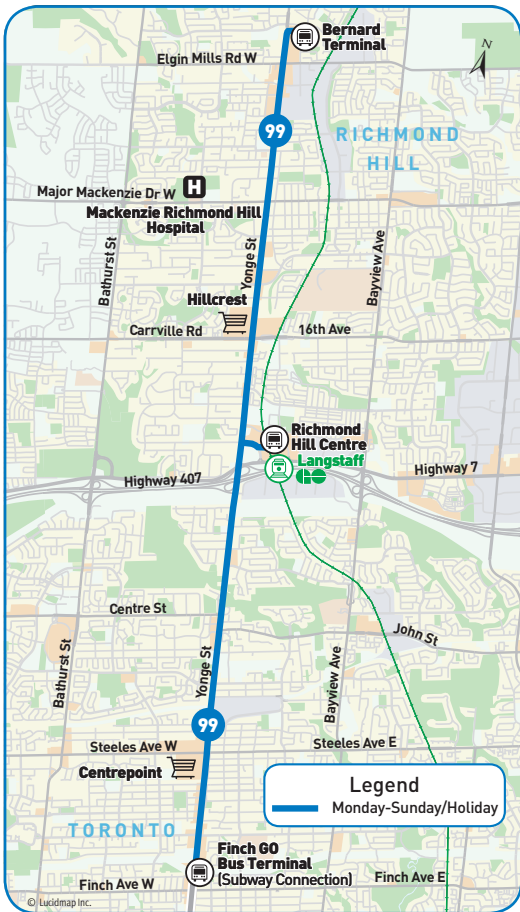 Bernard
Terminal
N
Elgin Mills Rd W
99
RICHMOND
HILL
H
Major Mackenzie Dr W
Mackenzie Richmond Hill
Hospital
Bathurst St
Yonge St
Bayview Ave
Hillcrest
Carrville Rd
16th Ave
Richmond
Hill Centre
Langstaff
GO
Highway 7
Highway 407
Centre St
John St
Bathurst St
Yonge St
Bayview Ave
99
Steeles Ave W
Steeles Ave E
Centrepoint
Legend
Monday-Sunday/Holiday
TORONTO
Finch GO
Bus Terminal
(Subway Connection)
Finch Ave W
Finch Ave E
© Lucidmap Inc.